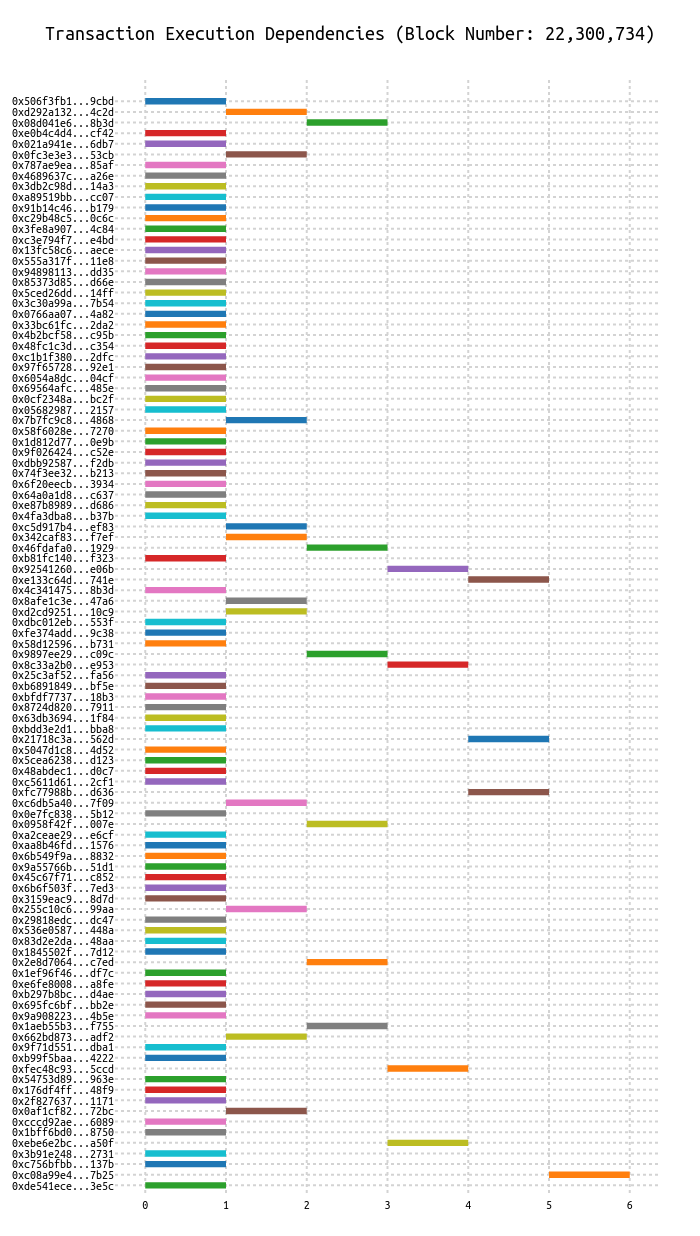 Transaction Execution Dependencies (Block Number: 22,300,734)
0x506f3fb1...9cbd
0xd292a132...4c2d
0x08d041e6...8b3d
0xe0b4c4d4...cf42
0x021a941e...6db7
0x0fc3e3e3...53cb
0x787ae9ea...85af
0x4689637c...a26e
0x3db2c98d...14a3
0xa89519bb...cc07
0x91b14c46...b179
0xc29b48c5...0c6c
0x3fe8a907...4c84
0xc3e794f7...e4bd
0x13fc58c6...aece
0x555a317f...11e8
0x94898113...dd35
0x85373d85...d66e
0x5ced26dd...14ff
0x3c30a99a...7b54
0x0766aa07...4a82
0x33bc61fc...2da2
0x4b2bcf58...c95b
0x48fc1c3d...c354
0xc1b1f380...2dfc
0x97f65728...92e1
0x6054a8dc...04cf
0x69564afc...485e
0x0cf2348a...bc2f
0x05682987...2157
0x7b7fc9c8...4868
0x58f6028e...7270
0x1d812d77...0e9b
0x9f026424...c52e
0xdbb92587...f2db
0x74f3ee32...b213
0x6f20eecb...3934
0x64a0a1d8...c637
0xe87b8989...d686
0x4fa3dba8...b37b
0xc5d917b4...ef83
0x342caf83...f7ef
0x46fdafa0...1929
0xb81fc140...f323
0x92541260...e06b
0xe133c64d...741e
0x4c341475...8b3d
0x8afe1c3e...47a6
0xd2cd9251...10c9
0xdbc012eb...553f
0xfe374add...9c38
0x58d12596...b731
0x9897ee29...c09c
0x8c33a2b0...e953
0x25c3af52...fa56
0xb6891849...bf5e
0xbfdf7737...18b3
0x8724d820...7911
0x63db3694...1f84
0xbdd3e2d1...bba8
0x21718c3a...562d
0x5047d1c8...4d52
0x5cea6238...d123
0x48abdec1...d0c7
0xc5611d61...2cf1
0xfc77988b...d636
0xc6db5a40...7f09
0x0e7fc838...5b12
0x0958f42f...007e
0xa2ceae29...e6cf
0xaa8b46fd...1576
0x6b549f9a...8832
0x9a55766b...51d1
0x45c67f71...c852
0x6b6f503f...7ed3
0x3159eac9...8d7d
0x255c10c6...99aa
0x29818edc...dc47
0x536e0587...448a
0x83d2e2da...48aa
0x1845502f...7d12
0x2e8d7064...c7ed
0x1ef96f46...df7c
0xe6fe8008...a8fe
0xb297b8bc...d4ae
0x695fc6bf...bb2e
0x9a908223...4b5e
0x1aeb55b3...f755
0x662bd873...adf2
0x9f71d551...dba1
0xb99f5baa...4222
0xfec48c93...5ccd
0x54753d89...963e
0x176df4ff...48f9
0x2f827637...1171
0x0af1cf82...72bc
0xcccd92ae...6089
0x1bff6bd0...8750
0xebe6e2bc...a50f
0x3b91e248...2731
0xc756bfbb...137b
0xc08a99e4...7b25
0xde541ece...3e5c
0 1 2 3 4 5 6